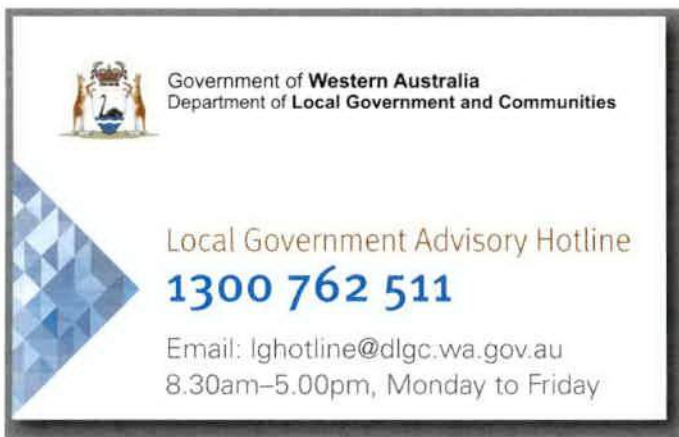 Government of Western Australia
Department of Local Government and Communities
Local Government Advisory Hotline
1300 762 511
Email: lghotline@dlgc.wa.gov.au
8.30am–5.00pm, Monday to Friday